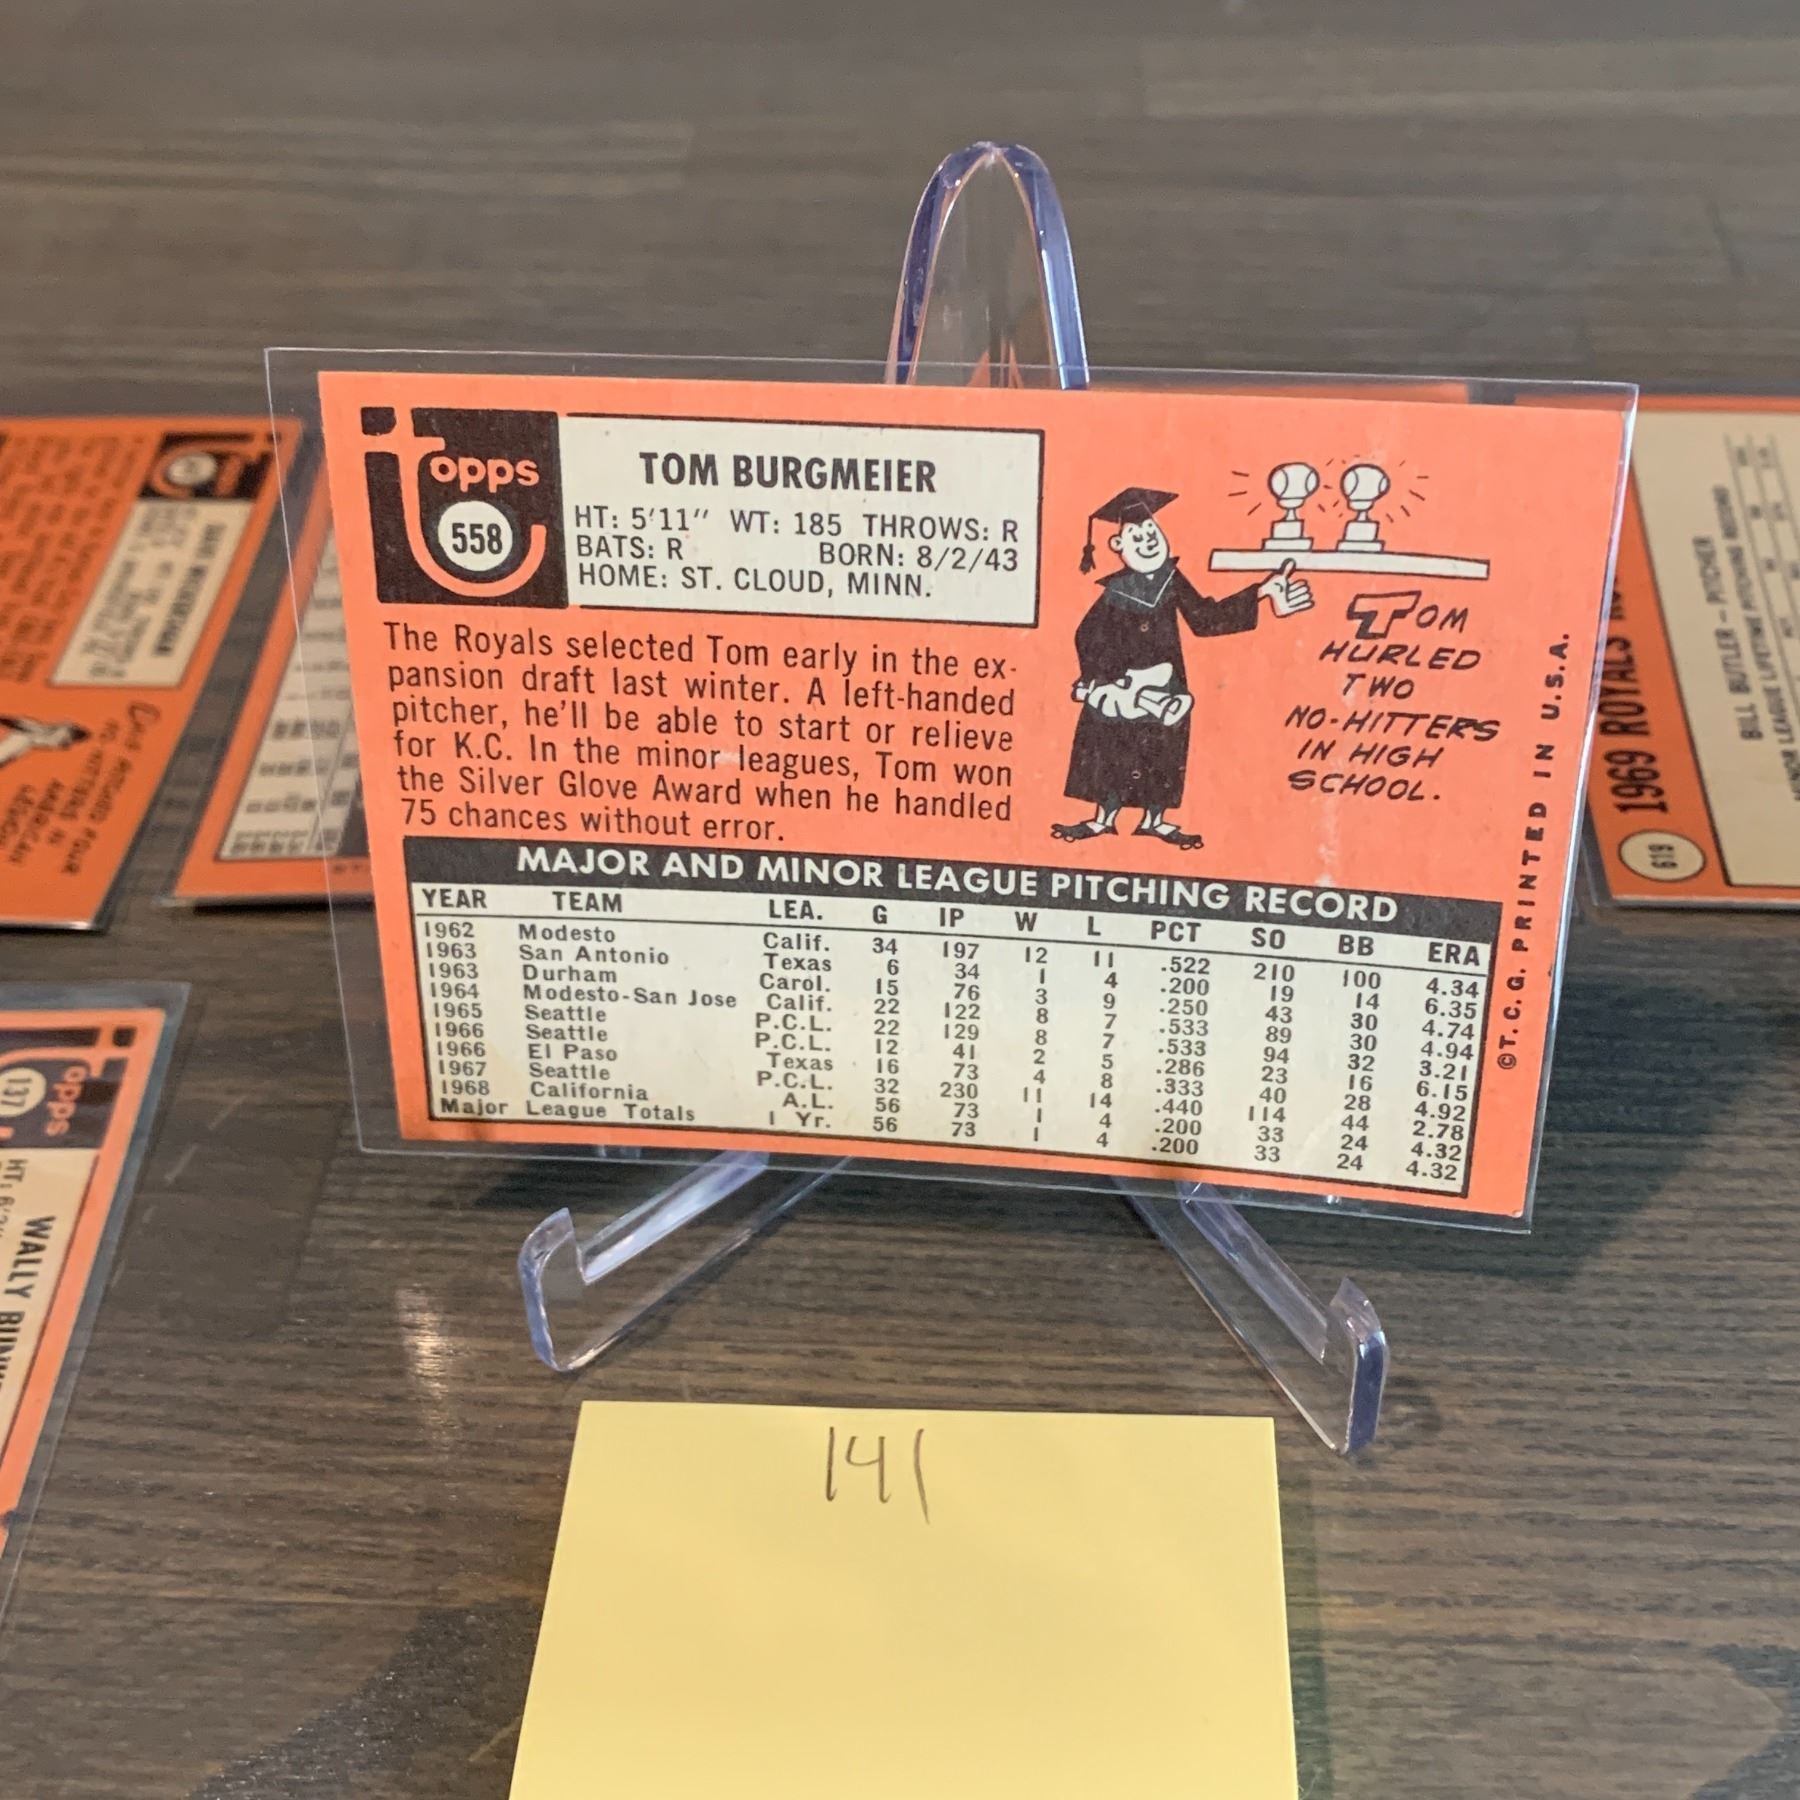 Topps
558
TOM BURGMEIER
HT: 5'11" WT: 185 THROWS: R
BATS: R BORN: 8/2/43
HOME: ST. CLOUD, MINN.
The Royals selected Tom early in the ex-
pansion draft last winter. A left-handed
pitcher, he'll be able to start or relieve
for K.C. In the minor leagues, Tom won
the Silver Glove Award when he handled
75 chances without error.
TOM
HURLED
TWO
NO-HITTERS
IN HIGH
SCHOOL.
MAJOR AND MINOR LEAGUE PITCHING RECORD
YEAR TEAM LEA. G IP W L PCT SO BB ERA
1962 Modesto Calif. 34 197 12 11 .522 210 100 4.34
1963 San Antonio Texas 6 34 1 4 .200 19 14 6.35
1963 Durham Carol. 15 76 3 9 .250 43 30 4.74
1964 Modesto-San Jose Calif. 22 122 8 7 .533 89 30 4.94
1965 Seattle P.C.L. 22 129 8 7 .533 94 32 3.21
1966 Seattle P.C.L. 12 41 2 5 .286 23 16 6.15
1966 El Paso Texas 16 73 4 8 .333 40 28 4.92
1967 Seattle P.C.L. 32 230 11 14 .440 114 44 2.78
1968 California A.L. 56 73 1 4 .200 33 24 4.32
Major League Totals 1 Yr. 56 73 1 4 .200 33 24 4.32
©T. C. G. PRINTED IN U.S.A.
141
Topps
137
WALLY
619
1969 ROYALS
BILL BUTLER – PITCHER